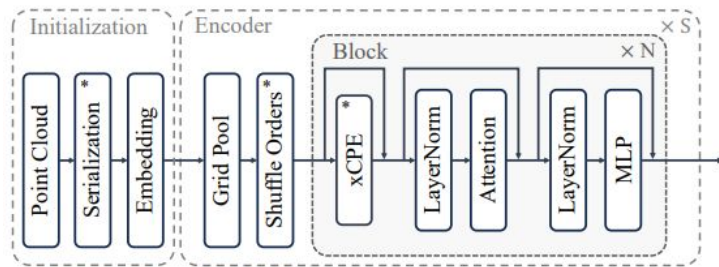 Initialization
Encoder
× S
Block
× N
Point Cloud
Serialization *
Embedding
Grid Pool
Shuffle Orders *
xCPE *
LayerNorm
Attention
LayerNorm
MLP